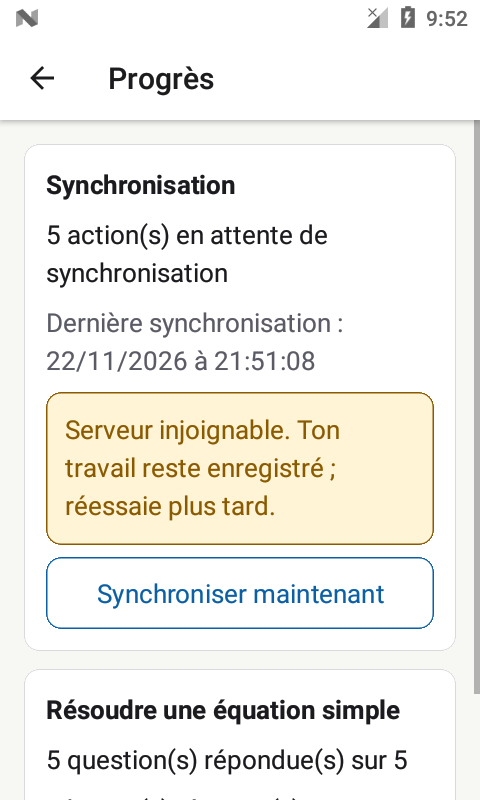 9:52
Progrès
Synchronisation
5 action(s) en attente de
synchronisation
Dernière synchronisation :
22/11/2026 à 21:51:08
Serveur injoignable. Ton
travail reste enregistré ;
réessaie plus tard.
Synchroniser maintenant
Résoudre une équation simple
5 question(s) répondue(s) sur 5